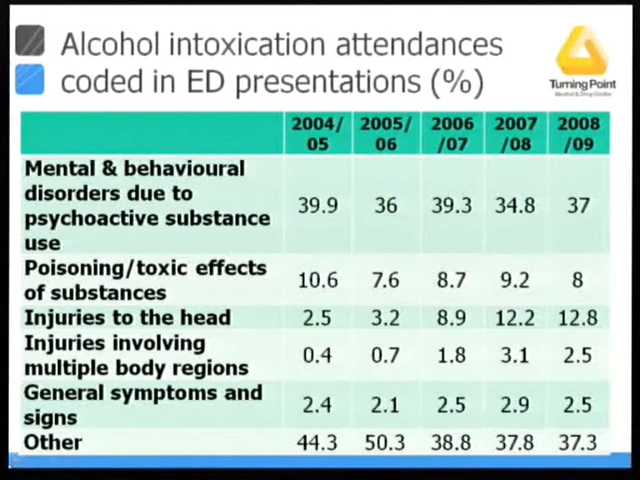 Alcohol intoxication attendances
coded in ED presentations (%)
Turning Point
Alcohol & Drug Centre
2004/ 2005/ 2006 2007 2008
05 06 /07 /08 /09
Mental & behavioural
disorders due to
psychoactive substance
use
39.9 36 39.3 34.8 37
Poisoning/toxic effects
of substances
10.6 7.6 8.7 9.2 8
Injuries to the head 2.5 3.2 8.9 12.2 12.8
Injuries involving
multiple body regions
0.4 0.7 1.8 3.1 2.5
General symptoms and
signs
2.4 2.1 2.5 2.9 2.5
Other 44.3 50.3 38.8 37.8 37.3